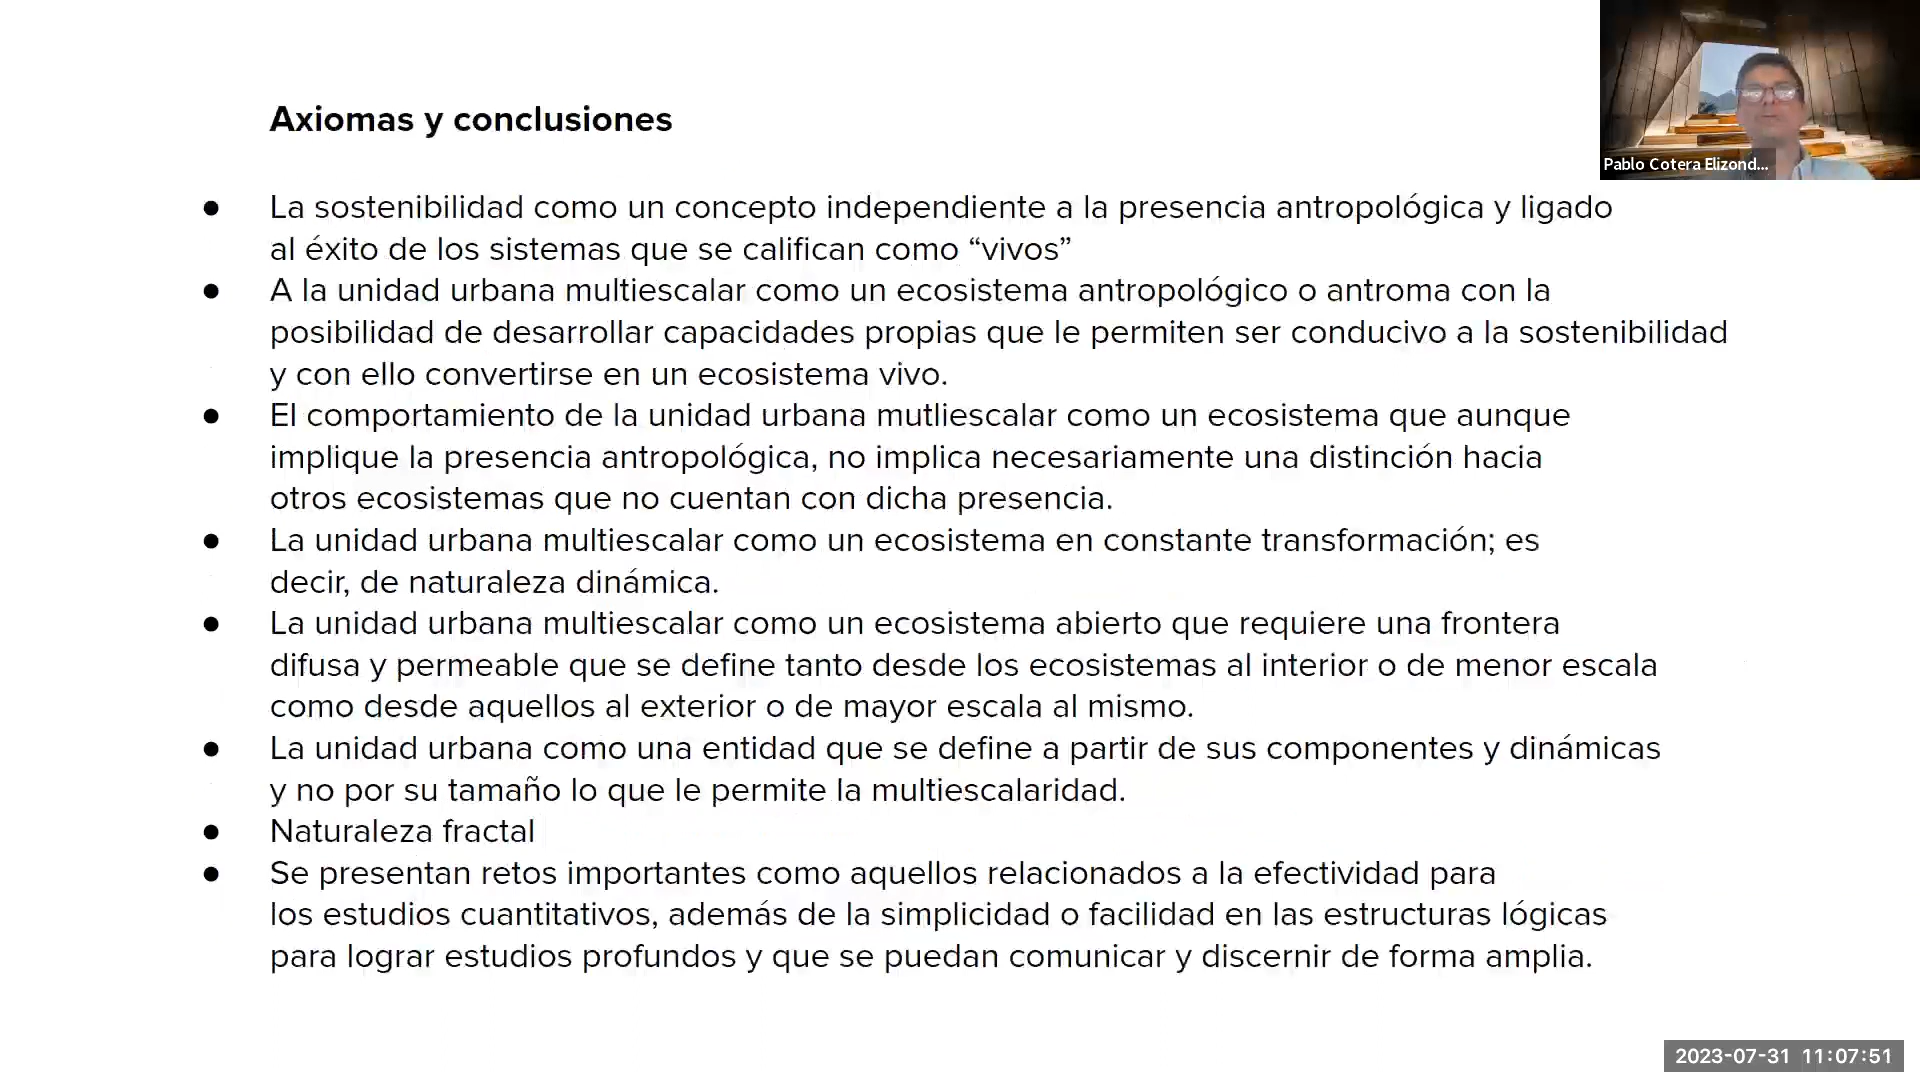 Axiomas y conclusiones
Pablo Cotera Elizond...
● La sostenibilidad como un concepto independiente a la presencia antropológica y ligado
al éxito de los sistemas que se califican como “vivos”
● A la unidad urbana multiescalar como un ecosistema antropológico o antroma con la
posibilidad de desarrollar capacidades propias que le permiten ser conducivo a la sostenibilidad
y con ello convertirse en un ecosistema vivo.
● El comportamiento de la unidad urbana mutliescalar como un ecosistema que aunque
implique la presencia antropológica, no implica necesariamente una distinción hacia
otros ecosistemas que no cuentan con dicha presencia.
● La unidad urbana multiescalar como un ecosistema en constante transformación; es
decir, de naturaleza dinámica.
● La unidad urbana multiescalar como un ecosistema abierto que requiere una frontera
difusa y permeable que se define tanto desde los ecosistemas al interior o de menor escala
como desde aquellos al exterior o de mayor escala al mismo.
● La unidad urbana como una entidad que se define a partir de sus componentes y dinámicas
y no por su tamaño lo que le permite la multiescalaridad.
● Naturaleza fractal
● Se presentan retos importantes como aquellos relacionados a la efectividad para
los estudios cuantitativos, además de la simplicidad o facilidad en las estructuras lógicas
para lograr estudios profundos y que se puedan comunicar y discernir de forma amplia.
2023-07-31 11:07:51